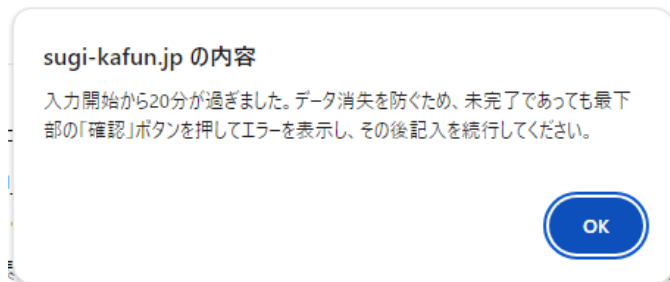 sugi-kafun.jp の内容
入力開始から20分が過ぎました。データ消失を防ぐため、未完了であっても最下
部の「確認」ボタンを押してエラーを表示し、その後記入を続行してください。
OK